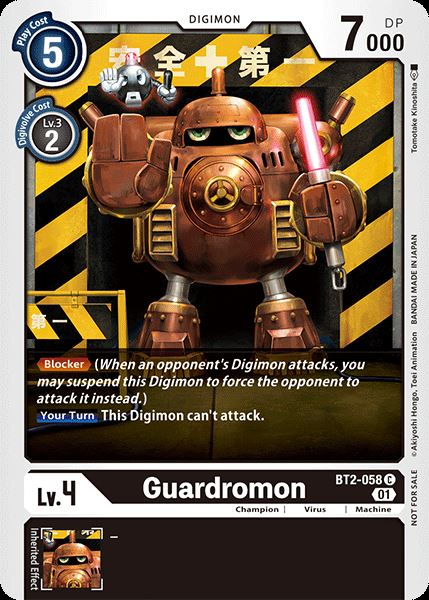 Play Cost
5
DIGIMON
DP
7000
安全＋第一
Digivolve Cost
Lv.3
2
Tomotake Kinoshita
第一
Blocker (When an opponent's Digimon attacks, you
may suspend this Digimon to force the opponent to
attack it instead.)
Your Turn This Digimon can't attack.
©Akiyoshi Hongo, Toei Animation BANDAI MADE IN JAPAN
NOT FOR SALE
Lv.4
Guardromon
BT2-058 C
01
Champion | Virus | Machine
Inherited Effect
–